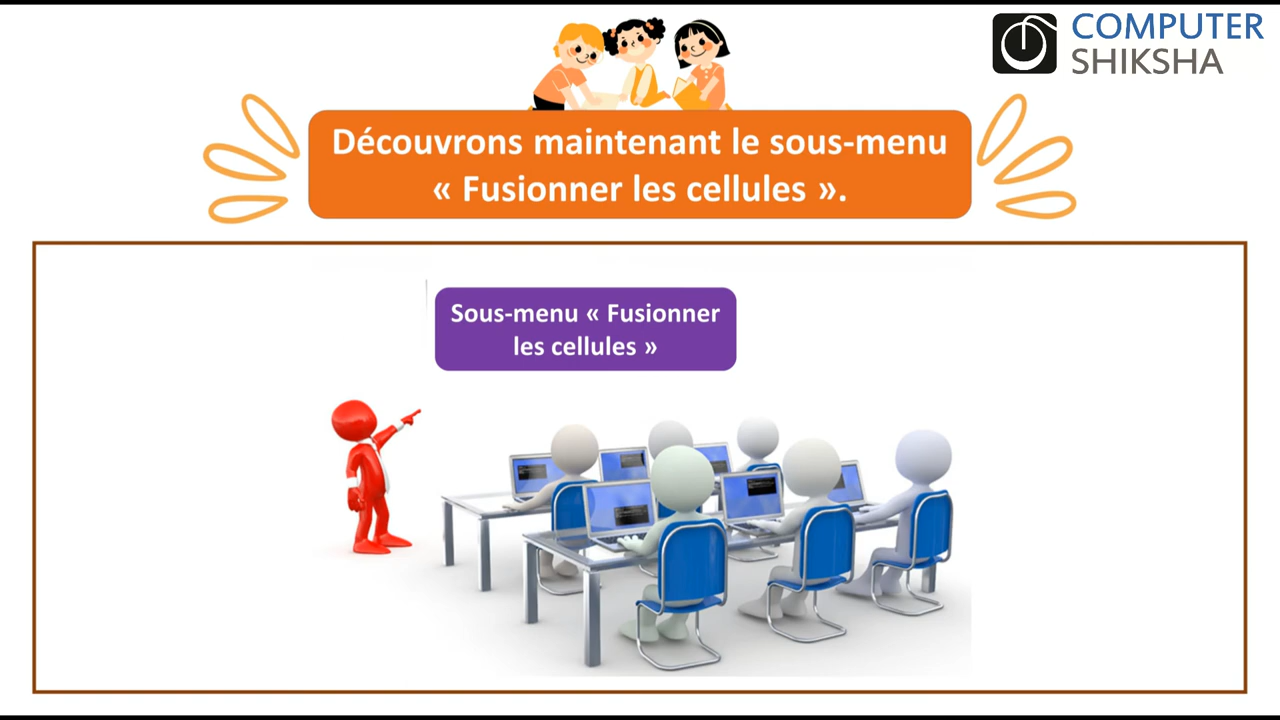 COMPUTER
SHIKSHA
Découvrons maintenant le sous-menu
« Fusionner les cellules ».
Sous-menu « Fusionner
les cellules »